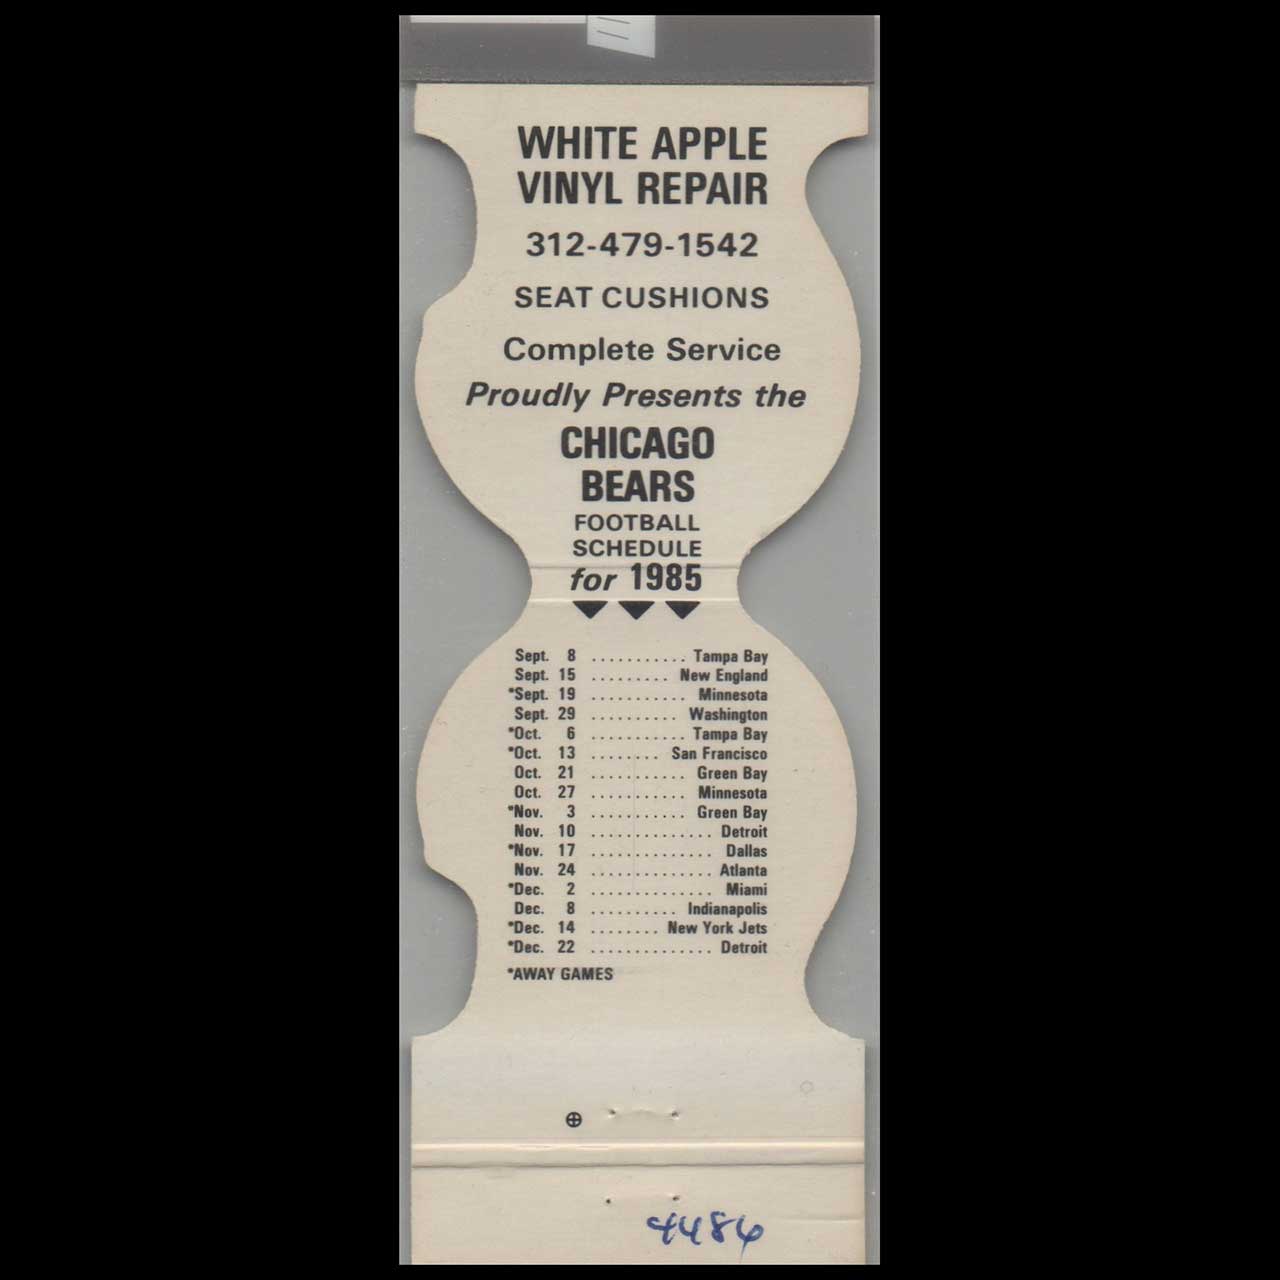 WHITE APPLE
VINYL REPAIR
312-479-1542
SEAT CUSHIONS
Complete Service
Proudly Presents the
CHICAGO
BEARS
FOOTBALL
SCHEDULE
for 1985
Sept. 8 ........... Tampa Bay
Sept. 15 ......... New England
*Sept. 19 ........... Minnesota
Sept. 29 .......... Washington
*Oct. 6 ........... Tampa Bay
*Oct. 13 ........ San Francisco
Oct. 21 ........... Green Bay
Oct. 27 ........... Minnesota
*Nov. 3 ........... Green Bay
Nov. 10 .............. Detroit
*Nov. 17 .............. Dallas
Nov. 24 .............. Atlanta
*Dec. 2 .............. Miami
Dec. 8 .......... Indianapolis
*Dec. 14 ........ New York Jets
*Dec. 22 .............. Detroit
*AWAY GAMES
4486